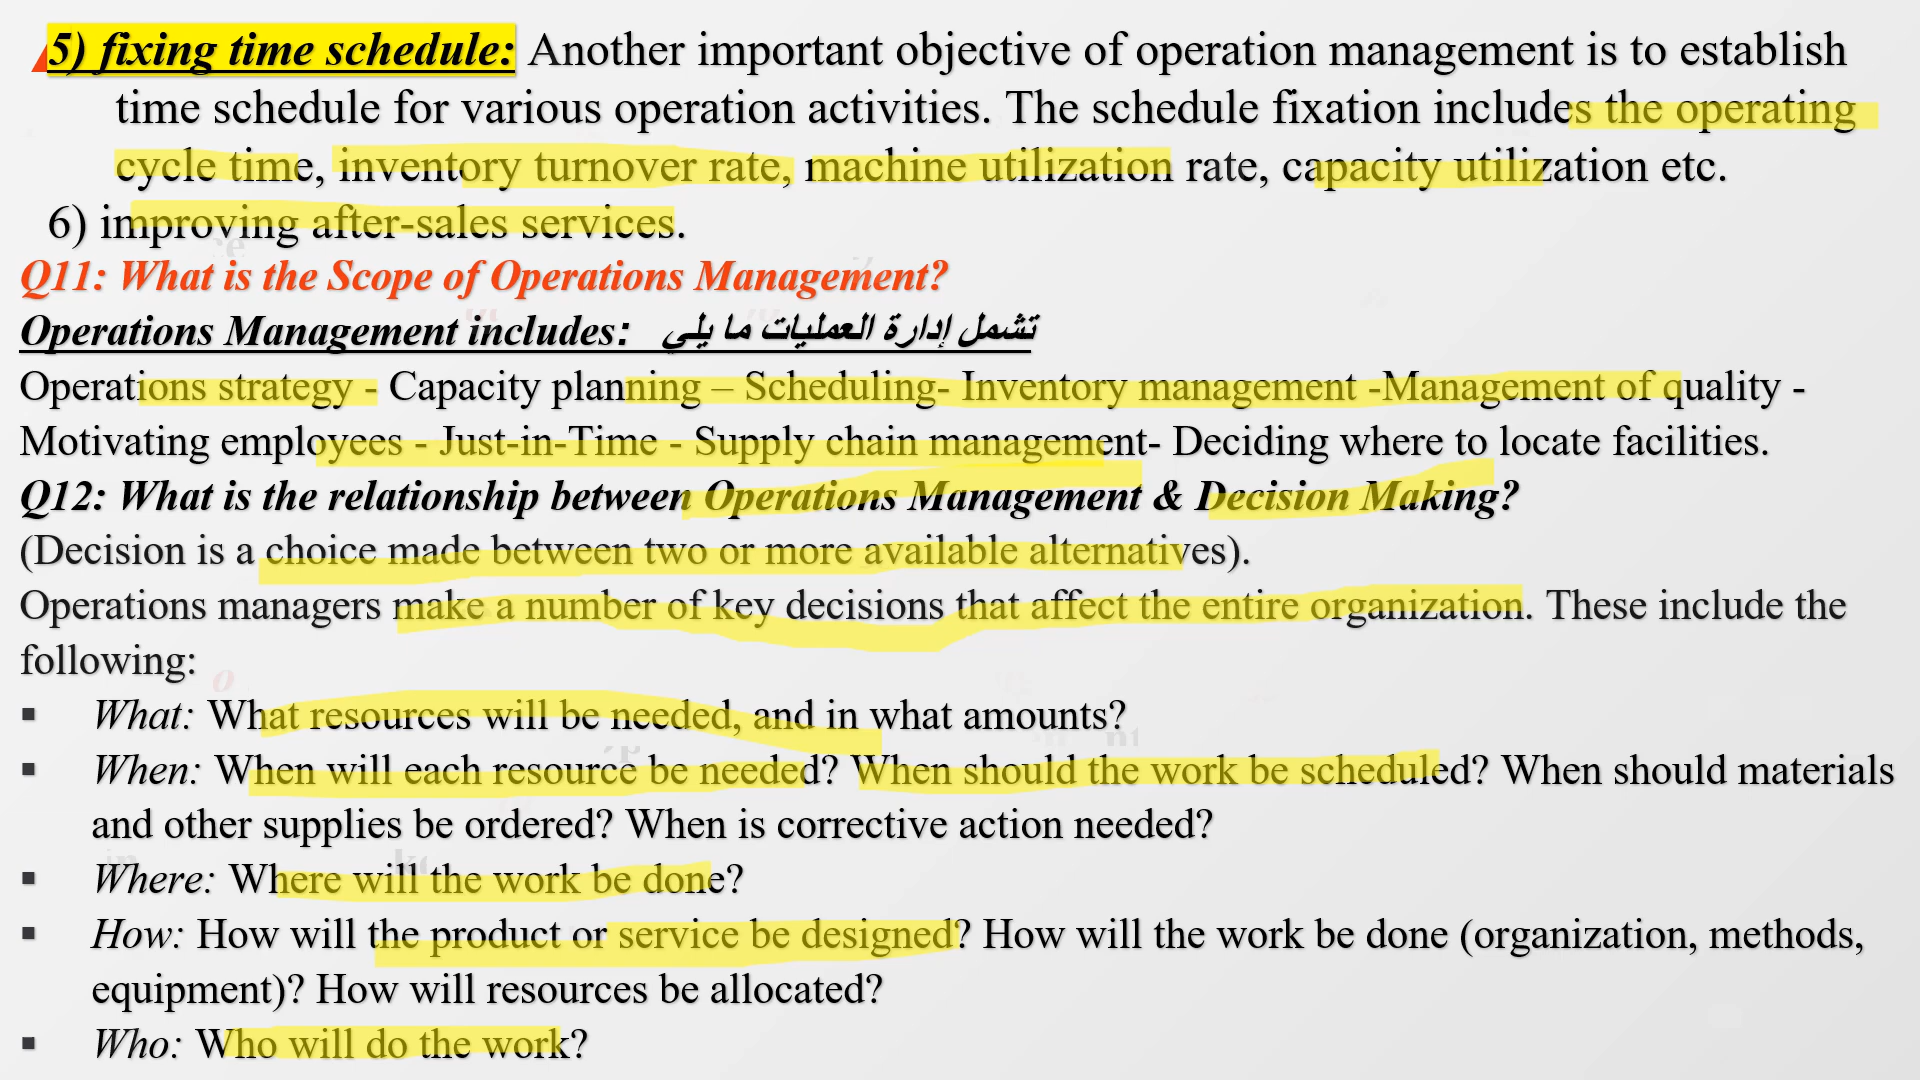 5) fixing time schedule: Another important objective of operation management is to establish
time schedule for various operation activities. The schedule fixation includes the operating
cycle time, inventory turnover rate, machine utilization rate, capacity utilization etc.
6) improving after-sales services.
Q11: What is the Scope of Operations Management?
Operations Management includes: تشمل إدارة العمليات ما يلي
Operations strategy - Capacity planning – Scheduling- Inventory management -Management of quality -
Motivating employees - Just-in-Time - Supply chain management- Deciding where to locate facilities.
Q12: What is the relationship between Operations Management & Decision Making?
(Decision is a choice made between two or more available alternatives).
Operations managers make a number of key decisions that affect the entire organization. These include the
following:
▪ What: What resources will be needed, and in what amounts?
▪ When: When will each resource be needed? When should the work be scheduled? When should materials
and other supplies be ordered? When is corrective action needed?
▪ Where: Where will the work be done?
▪ How: How will the product or service be designed? How will the work be done (organization, methods,
equipment)? How will resources be allocated?
▪ Who: Who will do the work?